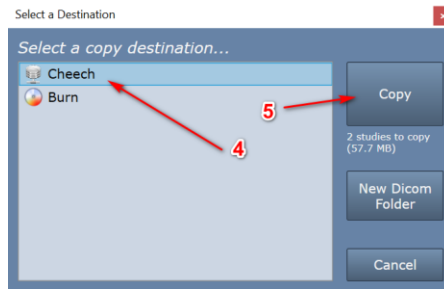 Select a Destination
x
Select a copy destination...
Cheech
Burn
4
5
Copy
2 studies to copy
(57.7 MB)
New Dicom
Folder
Cancel